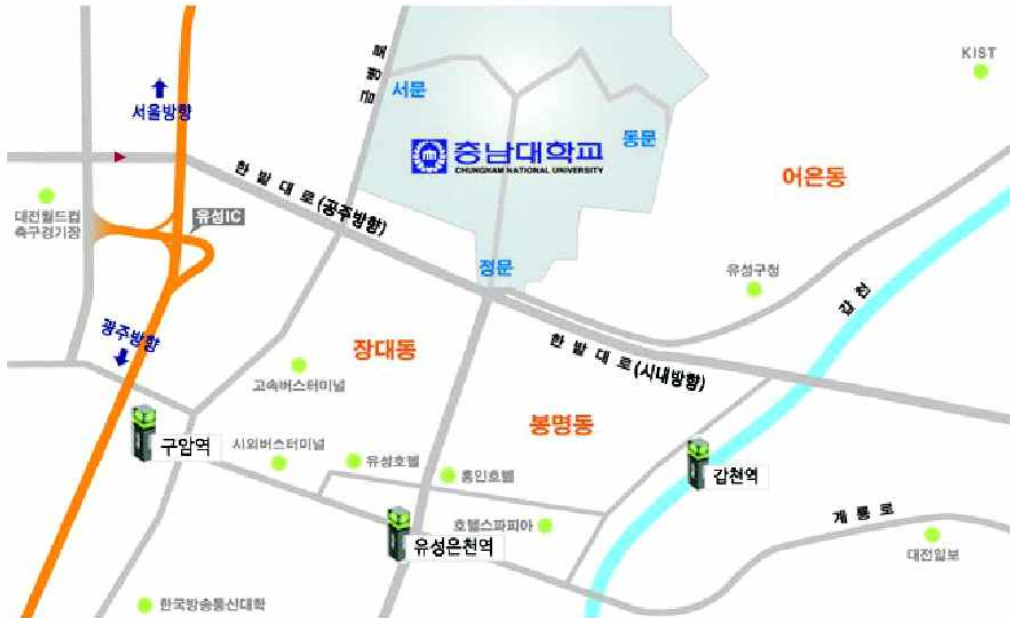 KIST
서울방향
금병로
서문
충남대학교
CHUNGNAM NATIONAL UNIVERSITY
동문
어은동
대전월드컵
축구경기장
유성IC
한밭대로(공주방향)
정문
유성구청
갑천
광주방향
장대동
한밭대로(시내방향)
고속버스터미널
봉명동
구암역
시외버스터미널
유성호텔
홍인호텔
갑천역
호텔스파피아
유성온천역
계룡로
대전일보
한국방송통신대학